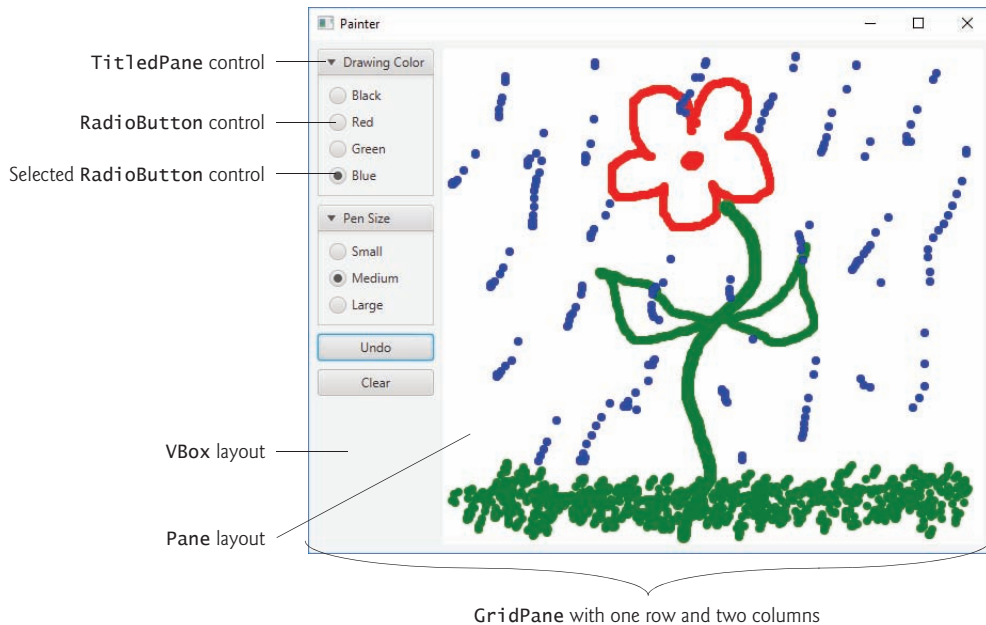 Painter
TitledPane control
Drawing Color
Black
RadioButton control
Red
Green
Selected RadioButton control
Blue
Pen Size
Small
Medium
Large
Undo
Clear
VBox layout
Pane layout
GridPane with one row and two columns